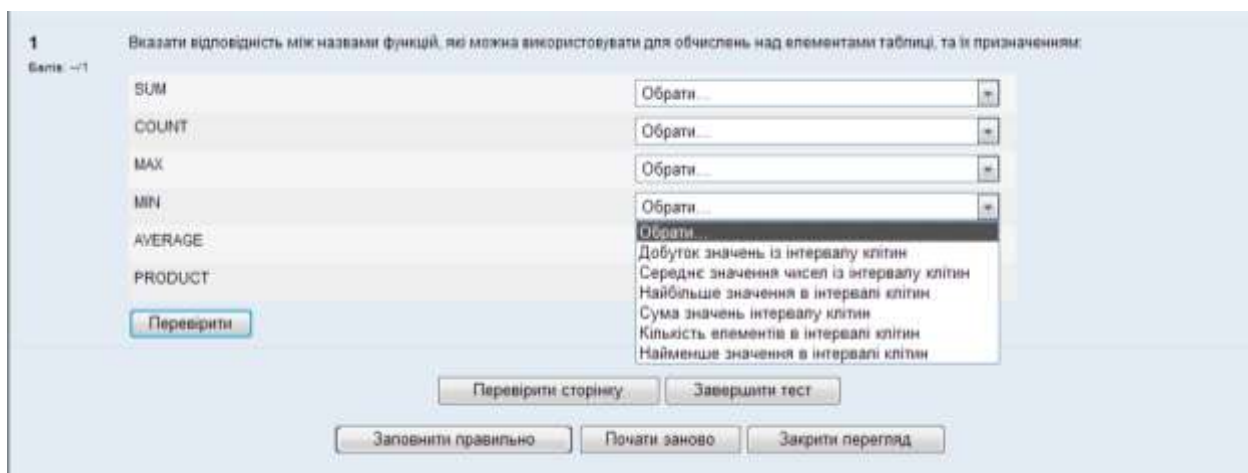 1
Вказати відповідність між назвами функцій, які можна використовувати для обчислень над елементами таблиці, та їх призначенням:
Балів: --/1
SUM
Обрати...
COUNT
Обрати...
MAX
Обрати...
MIN
Обрати...
AVERAGE
PRODUCT
Обрати...
Добуток значень із інтервалу клітин
Середнє значення чисел із інтервалу клітин
Найбільше значення в інтервалі клітин
Сума значень інтервалу клітин
Кількість елементів в інтервалі клітин
Найменше значення в інтервалі клітин
Перевірити
Перевірити сторінку
Завершити тест
Заповнити правильно
Почати заново
Закрити перегляд